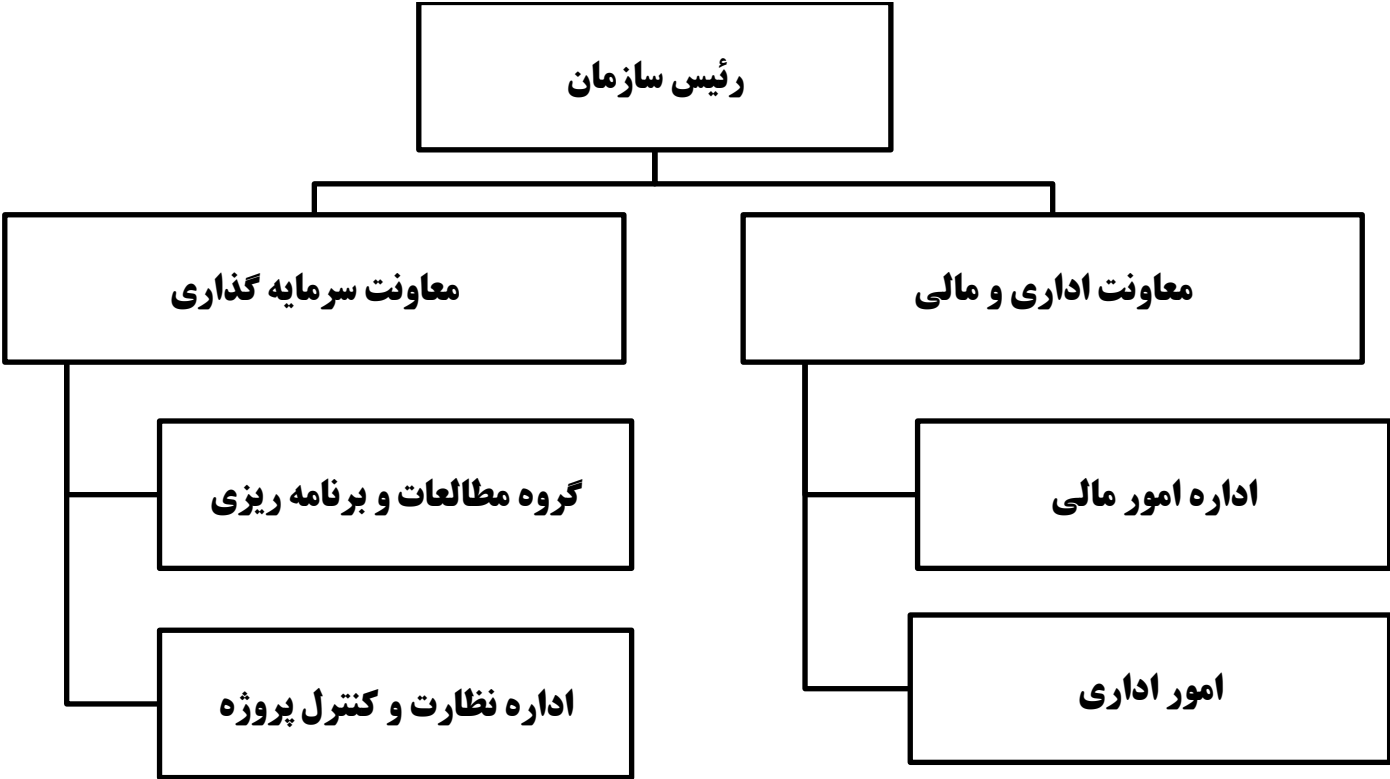 رئیس سازمان
معاونت اداری و مالی
معاونت سرمایه گذاری
اداره امور مالی
گروه مطالعات و برنامه ریزی
امور اداری
اداره نظارت و کنترل پروژه